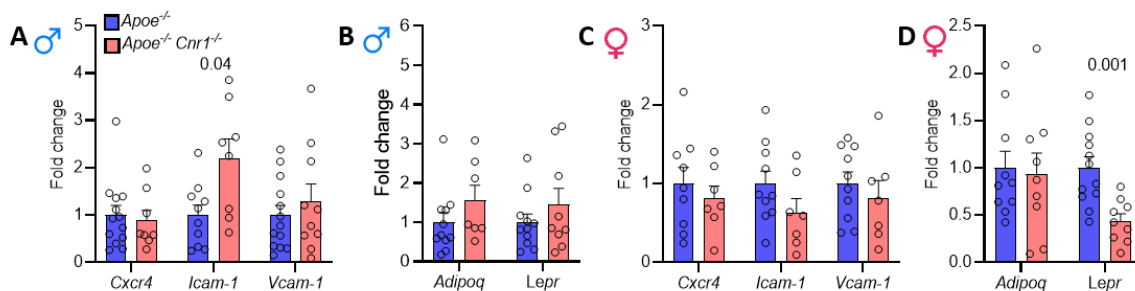 A
Apoe-/-
Apoe-/- Cnr1-/-
0.04
Fold change
5
4
3
2
1
0
Cxcr4
Icam-1
Vcam-1
B
Fold change
6
5
4
3
2
1
0
Adipoq
Lepr
C
Fold change
3
2
1
0
Cxcr4
Icam-1
Vcam-1
D
0.001
Fold change
2.5
2.0
1.5
1.0
0.5
0.0
Adipoq
Lepr